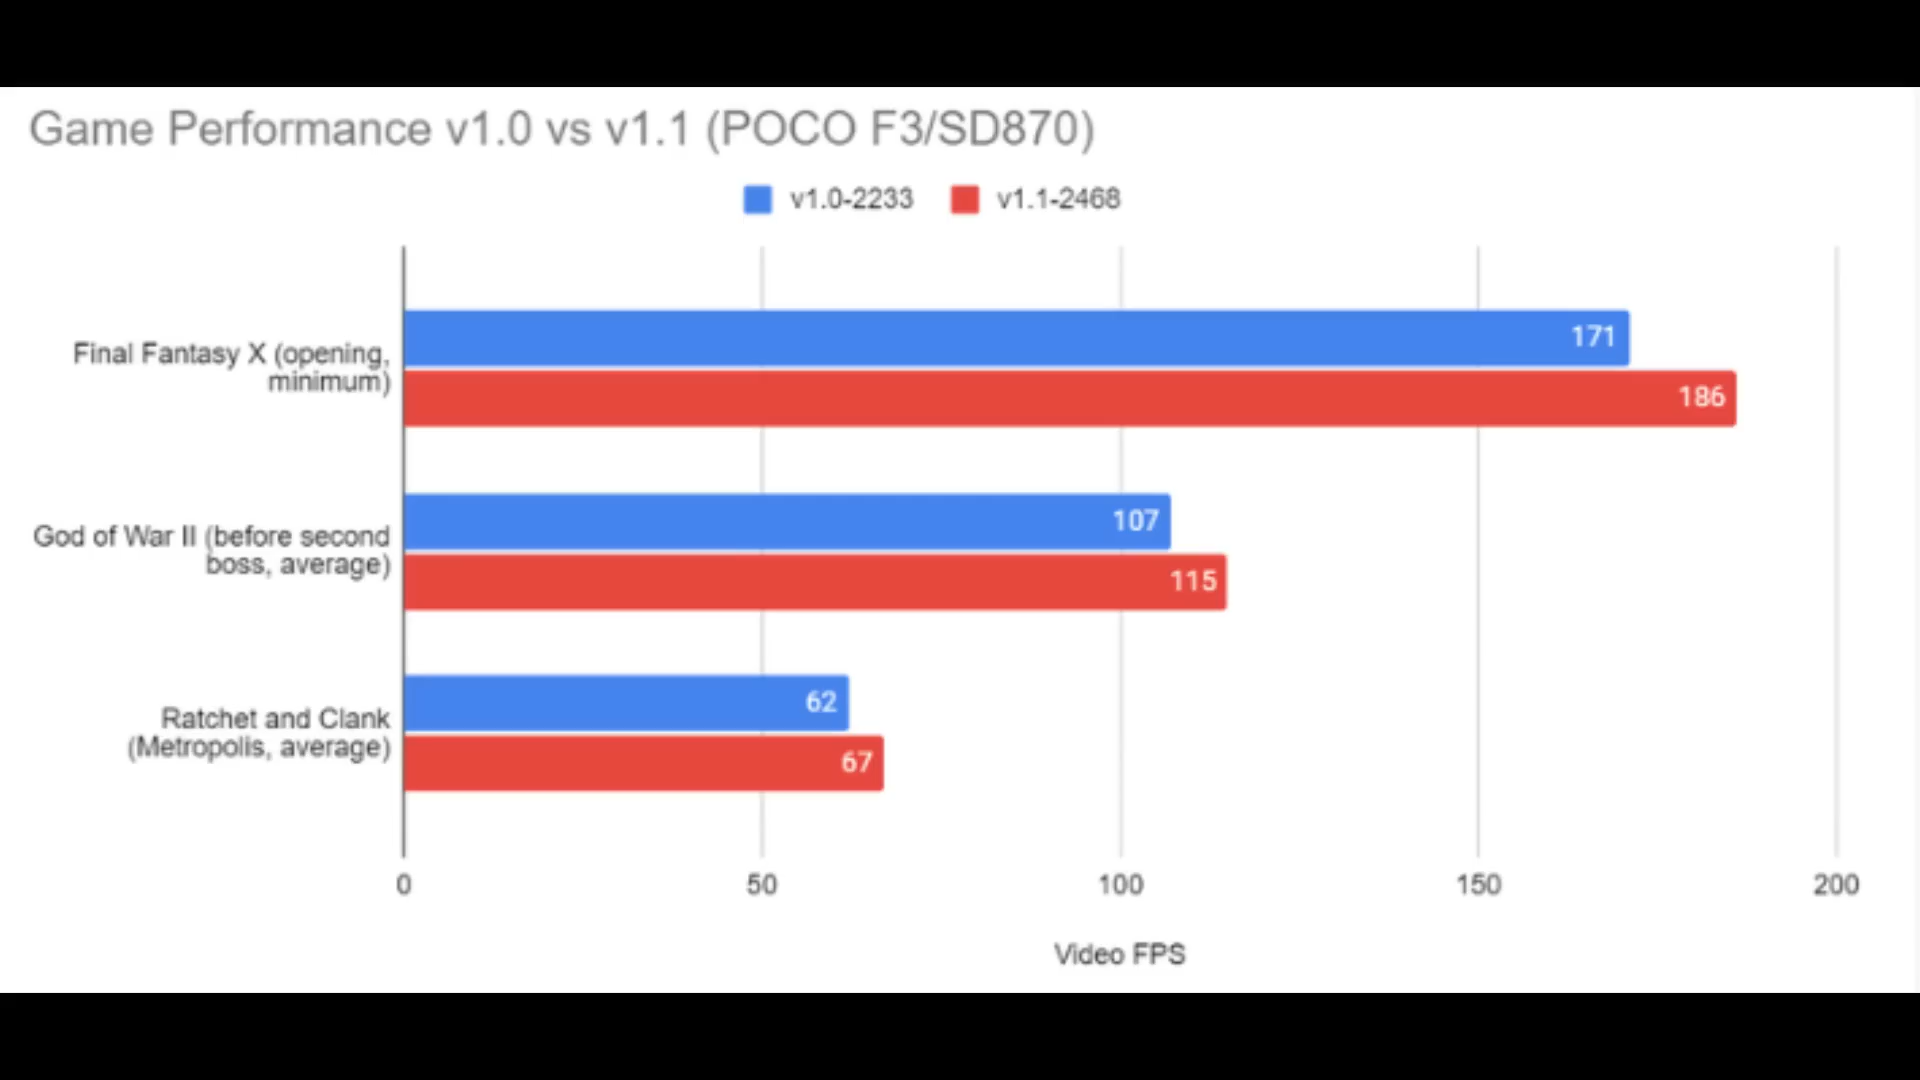 Game Performance v1.0 vs v1.1 (POCO F3/SD870)
v1.0-2233
v1.1-2468
Final Fantasy X (opening,
minimum)
171
186
God of War II (before second
boss, average)
107
115
Ratchet and Clank
(Metropolis, average)
62
67
0
50
100
150
200
Video FPS